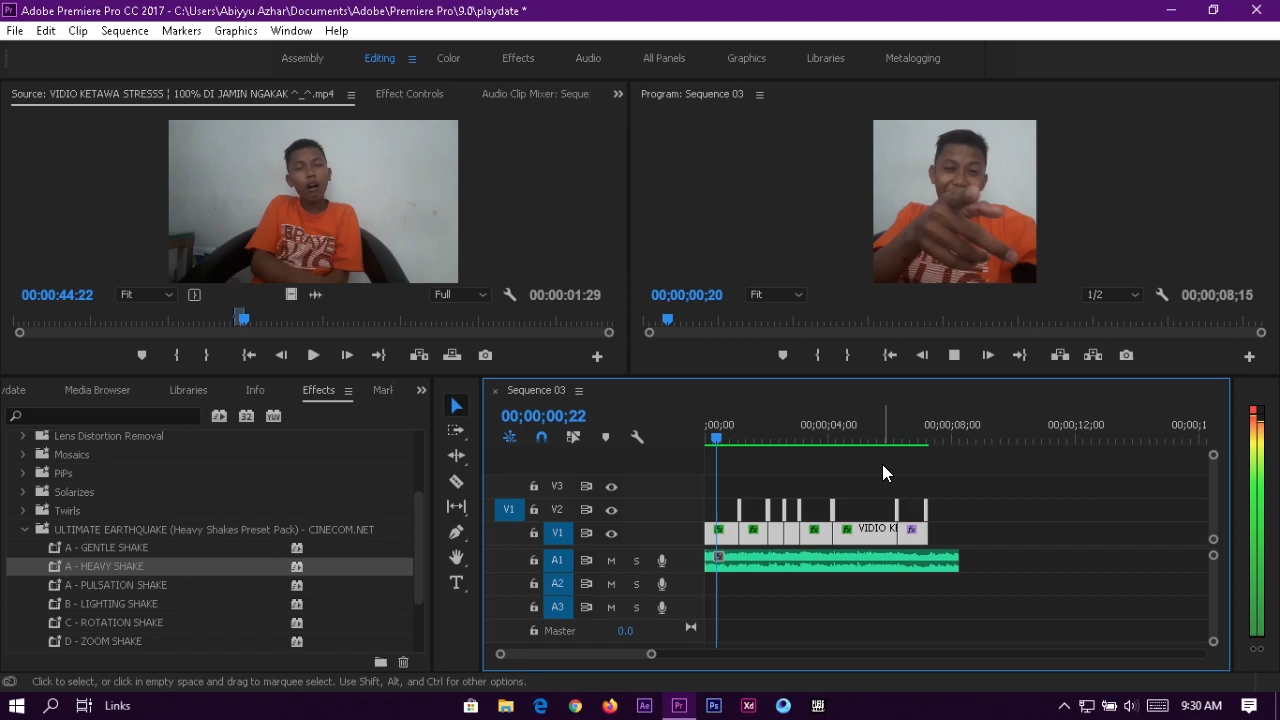 Adobe Premiere Pro CC 2017 - C:\Users\Abiyyu Azhar\Documents\Adobe\Premiere Pro\9.0\playdate *
File Edit Clip Sequence Markers Graphics Window Help
Assembly Editing Color Effects Audio All Panels Graphics Libraries Metalogging
Source: VIDIO KETAWA STRESSS ¦ 100% DI JAMIN NGAKAK ^_^.mp4 Effect Controls Audio Clip Mixer: Seque Program: Sequence 03
BRAVE
00:00:44:22 Fit Full 00:00:01:29 00;00;00;20 Fit 1/2 00;00;08;15
ydate Media Browser Libraries Info Effects Mark
Sequence 03
00;00;00;22
;00;00 00;00;04;00 00;00;08;00 00;00;12;00 00;00;1
Lens Distortion Removal
Mosaics
PiPs
Solarizes
Twirls
ULTIMATE EARTHQUAKE (Heavy Shakes Preset Pack) - CINECOM.NET
A - GENTLE SHAKE
A - HEAVY SHAKE
A - PULSATION SHAKE
B - LIGHTING SHAKE
C - ROTATION SHAKE
D - ZOOM SHAKE
V3
V1 V2
V1 VIDIO KE
A1 M S
A2 M S
A3 M S
Master 0.0
Click to select, or click in empty space and drag to marquee select. Use Shift, Alt, and Ctrl for other options.
Links Ae Pr Ps Xd 9:30 AM